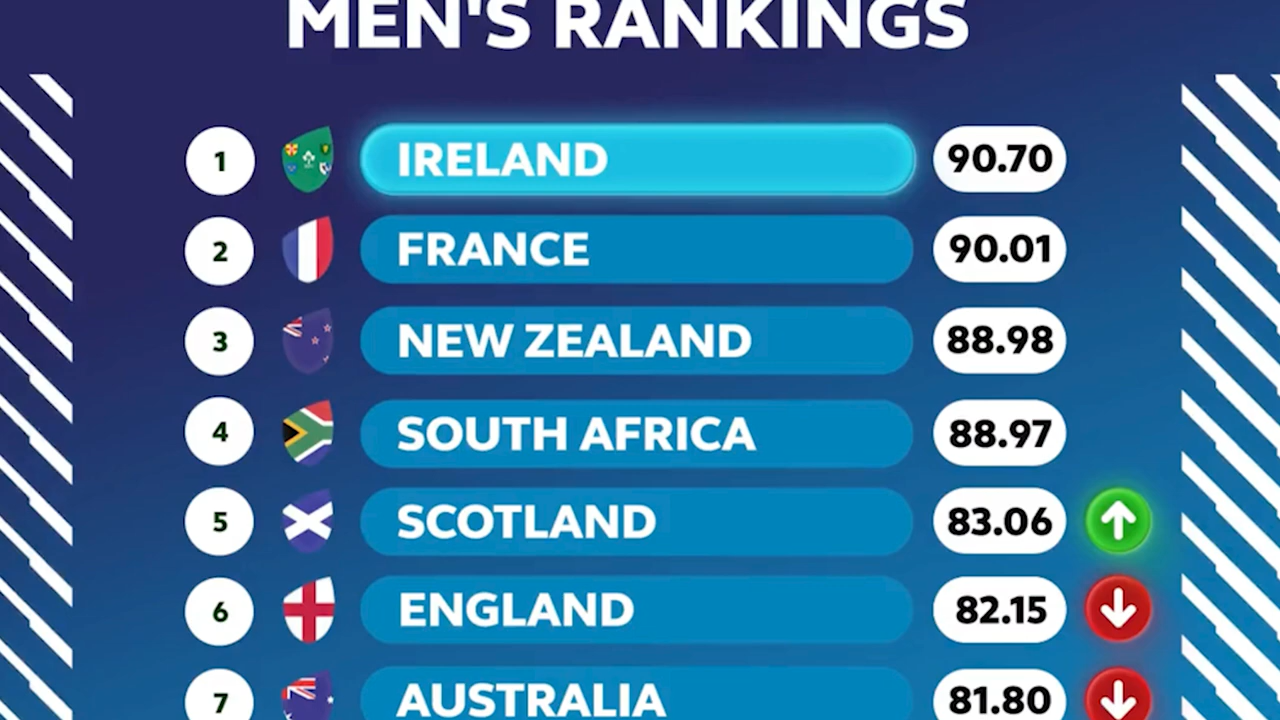 MEN'S RANKINGS
1 IRELAND 90.70
2 FRANCE 90.01
3 NEW ZEALAND 88.98
4 SOUTH AFRICA 88.97
5 SCOTLAND 83.06
6 ENGLAND 82.15
7 AUSTRALIA 81.80